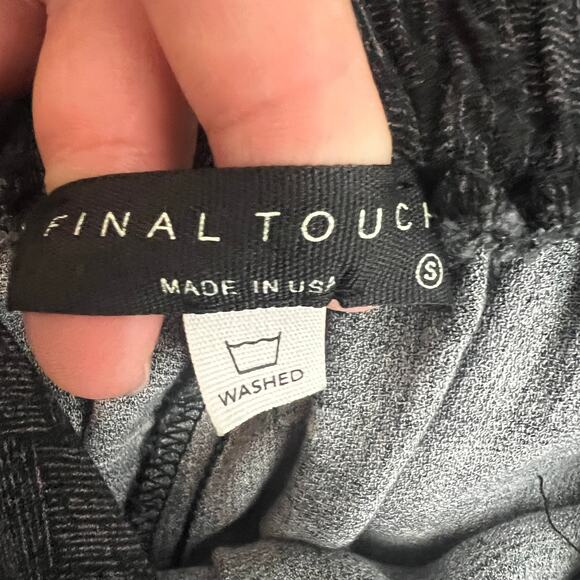 FINAL TOUCH
MADE IN USA
S
WASHED